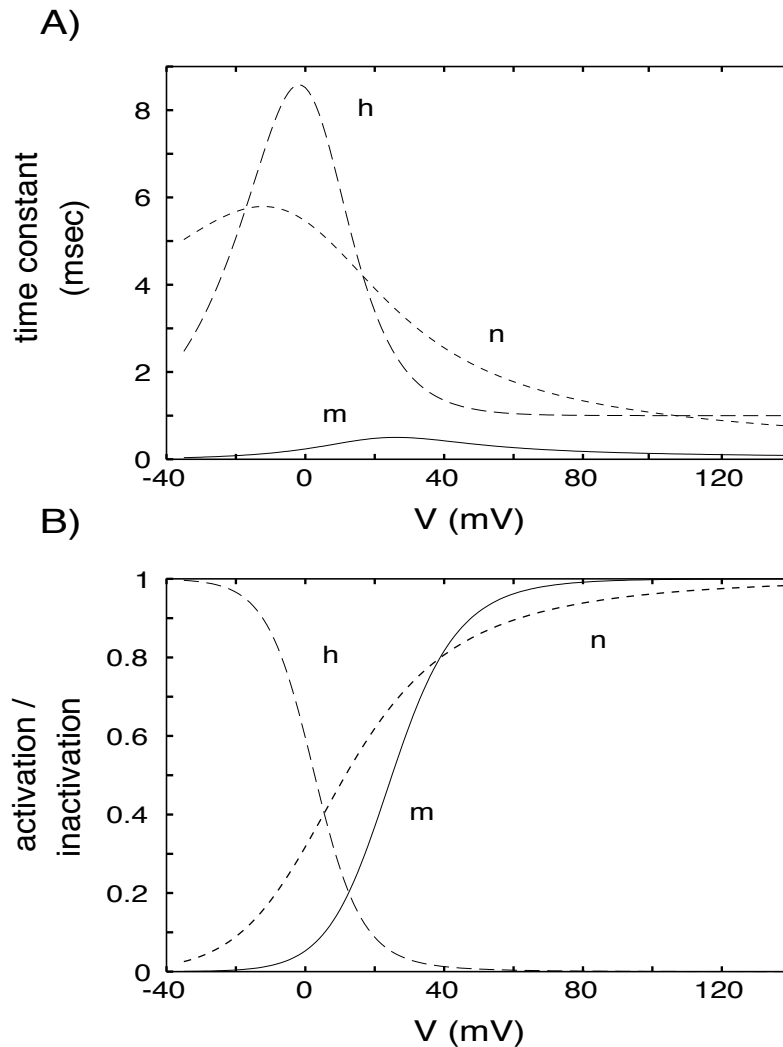 A)
8
6
4
2
0
time constant
(msec)
h
n
m
-40
0
40
80
120
V (mV)
B)
1
0.8
0.6
0.4
0.2
0
activation /
inactivation
h
n
m
-40
0
40
80
120
V (mV)